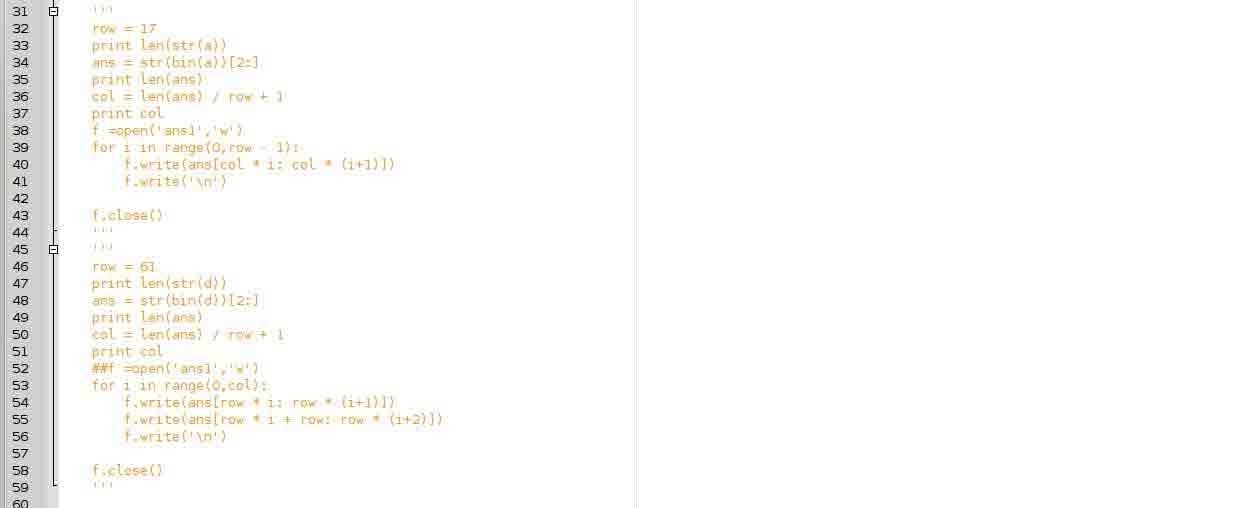 31 '''
32 row = 17
33 print len(str(a))
34 ans = str(bin(a))[2:]
35 print len(ans)
36 col = len(ans) / row + 1
37 print col
38 f =open('ans1','w')
39 for i in range(0,row - 1):
40     f.write(ans[col * i: col * (i+1)])
41     f.write('\n')
42
43 f.close()
44 '''
45 '''
46 row = 61
47 print len(str(d))
48 ans = str(bin(d))[2:]
49 print len(ans)
50 col = len(ans) / row + 1
51 print col
52 ##f =open('ans1','w')
53 for i in range(0,col):
54     f.write(ans[row * i: row * (i+1)])
55     f.write(ans[row * i + row: row * (i+2)])
56     f.write('\n')
57
58 f.close()
59 '''
60